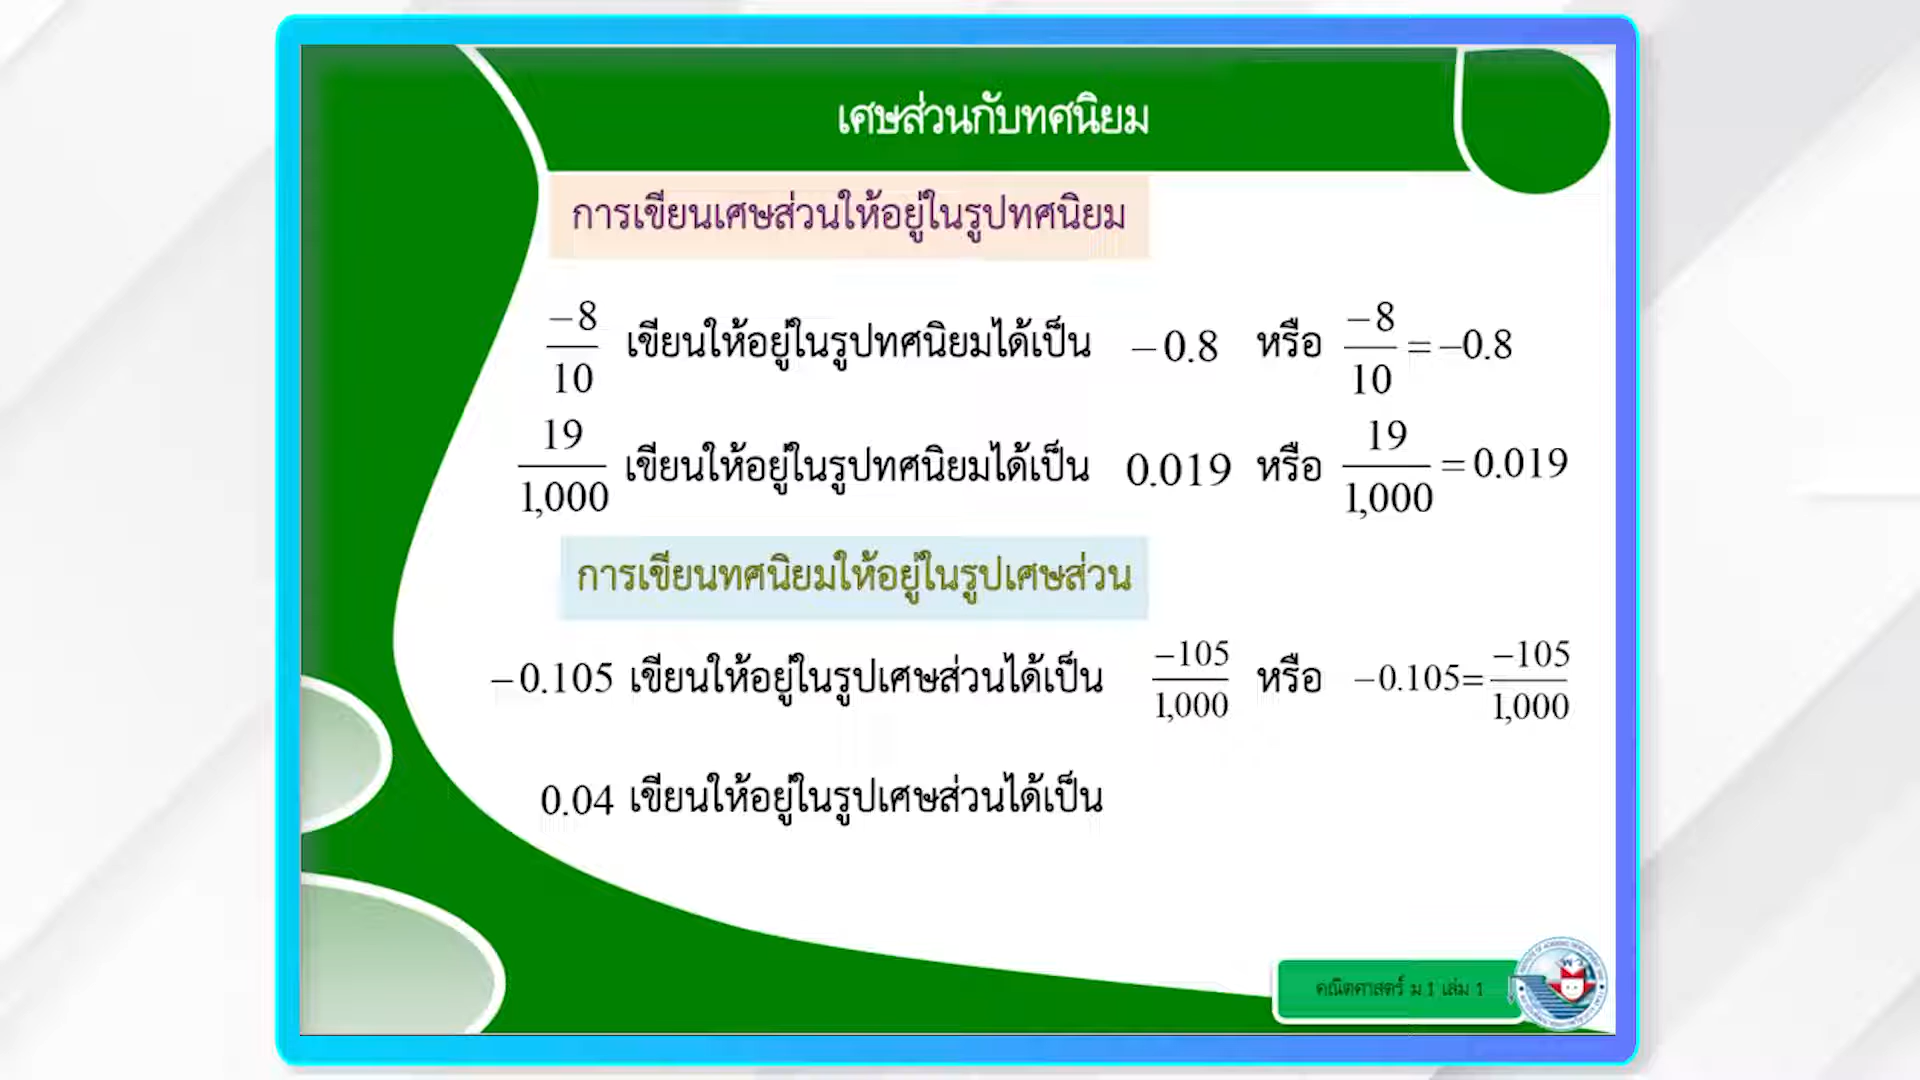 เศษส่วนกับทศนิยม
การเขียนเศษส่วนให้อยู่ในรูปทศนิยม
-8/10 เขียนให้อยู่ในรูปทศนิยมได้เป็น -0.8 หรือ -8/10 = -0.8
19/1,000 เขียนให้อยู่ในรูปทศนิยมได้เป็น 0.019 หรือ 19/1,000 = 0.019
การเขียนทศนิยมให้อยู่ในรูปเศษส่วน
-0.105 เขียนให้อยู่ในรูปเศษส่วนได้เป็น -105/1,000 หรือ -0.105= -105/1,000
0.04 เขียนให้อยู่ในรูปเศษส่วนได้เป็น
คณิตศาสตร์ ม 1 เล่ม 1
พว